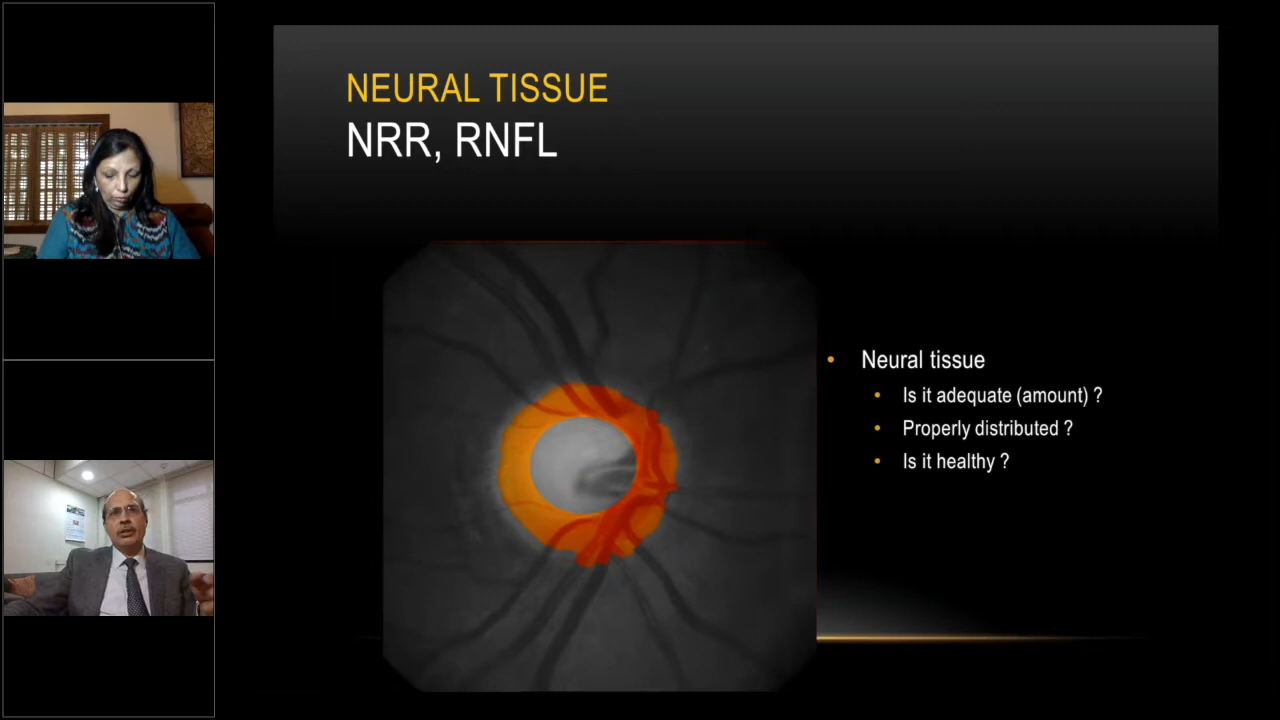 NEURAL TISSUE
NRR, RNFL
• Neural tissue
• Is it adequate (amount) ?
• Properly distributed ?
• Is it healthy ?